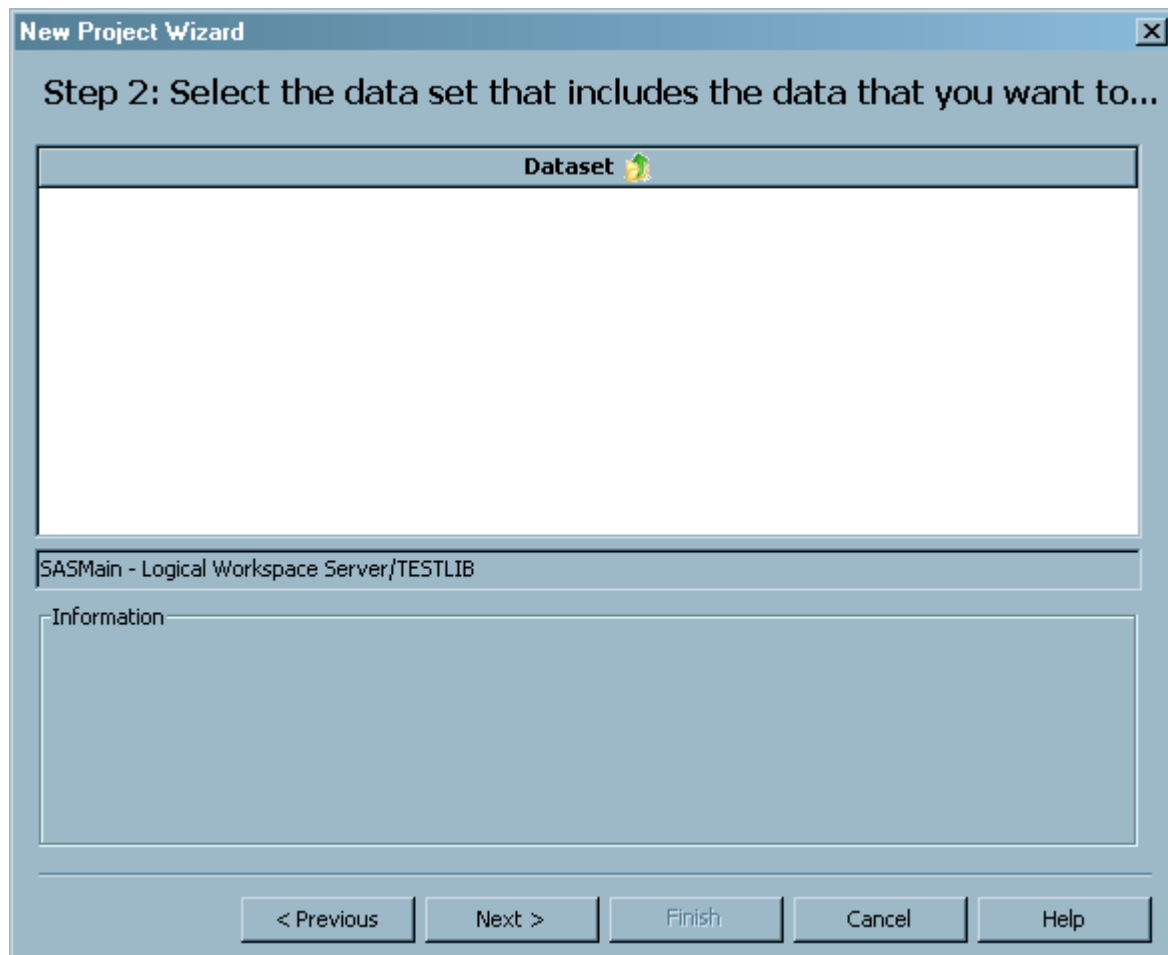 New Project Wizard
Step 2: Select the data set that includes the data that you want to...
Dataset
SASMain - Logical Workspace Server/TESTLIB
Information
< Previous Next > Finish Cancel Help